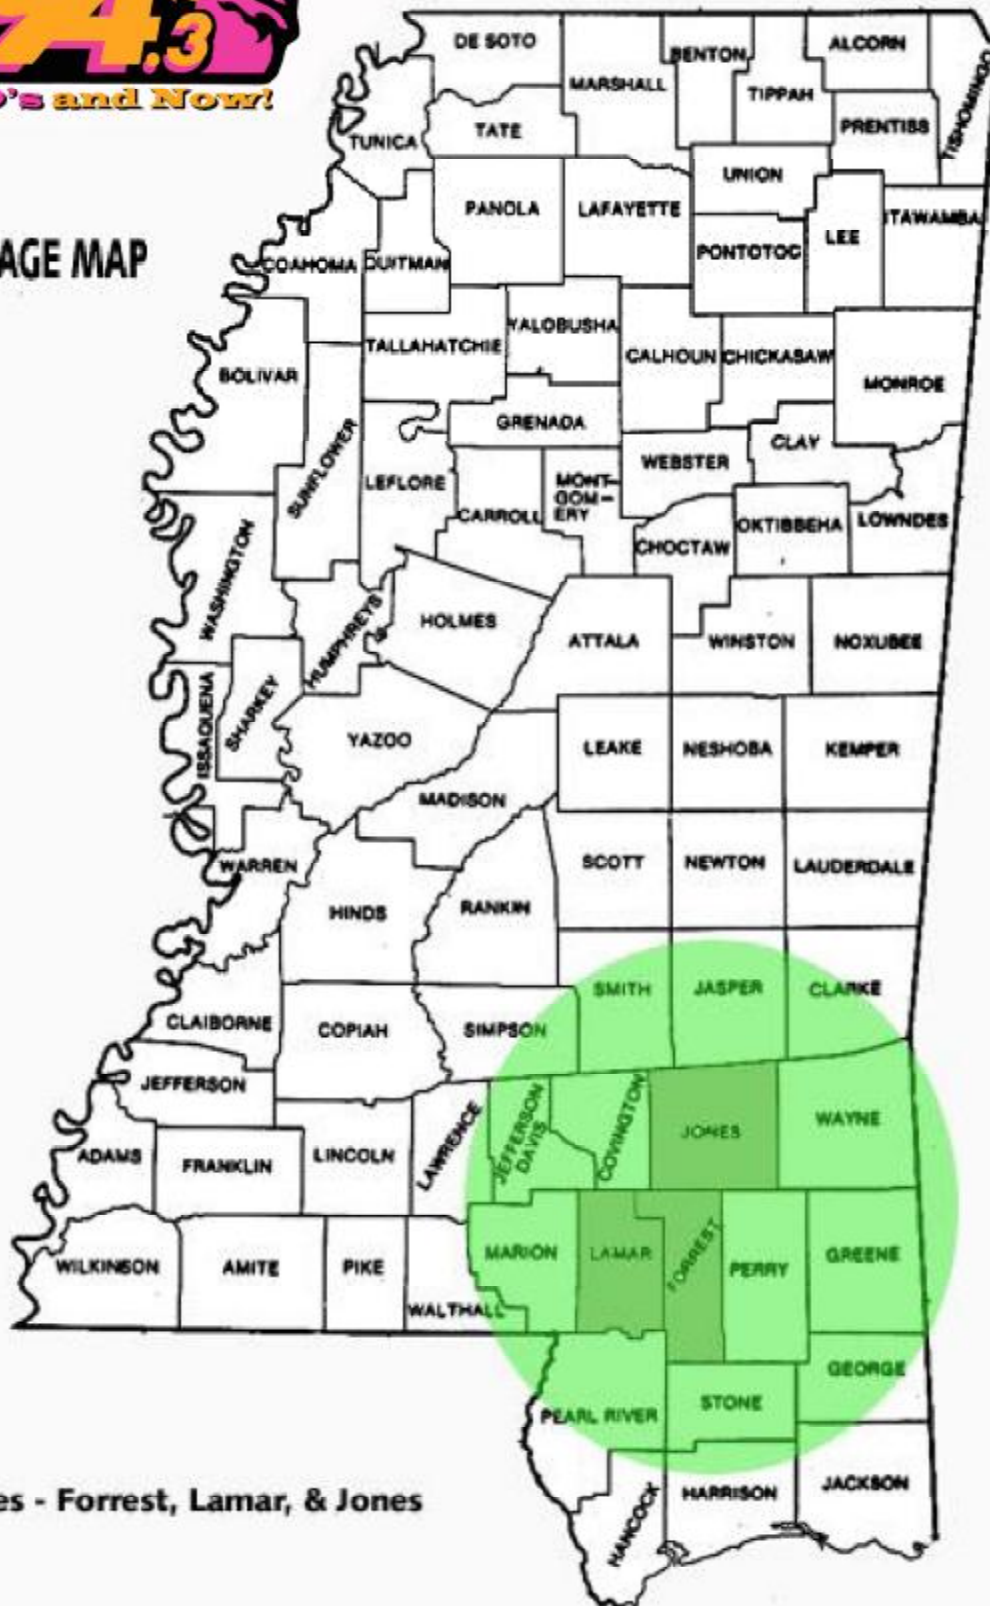 4.3
's and Now!
AGE MAP
DE SOTO
BENTON
ALCORN
MARSHALL
TIPPAH
TISHOMINGO
TUNICA
TATE
PRENTISS
UNION
PANOLA
LAFAYETTE
ITAWAMBA
LEE
PONTOTOC
COAHOMA
QUITMAN
YALOBUSHA
TALLAHATCHIE
CALHOUN
CHICKASAW
BOLIVAR
MONROE
GRENADA
CLAY
SUNFLOWER
LEFLORE
WEBSTER
MONT-
GOM-
ERY
CARROLL
OKTIBBEHA
LOWNDES
CHOCTAW
WASHINGTON
HUMPHREYS
HOLMES
ATTALA
WINSTON
NOXUBEE
ISSAQUENA
SHARKEY
YAZOO
LEAKE
NESHOBA
KEMPER
MADISON
WARREN
SCOTT
NEWTON
LAUDERDALE
HINDS
RANKIN
SMITH
JASPER
CLARKE
CLAIBORNE
COPIAH
SIMPSON
JEFFERSON
LAWRENCE
JEFFERSON
DAVIS
COVINGTON
JONES
WAYNE
ADAMS
FRANKLIN
LINCOLN
MARION
LAMAR
FORREST
PERRY
GREENE
WILKINSON
AMITE
PIKE
WALTHALL
GEORGE
PEARL RIVER
STONE
es - Forrest, Lamar, & Jones
HANCOCK
HARRISON
JACKSON